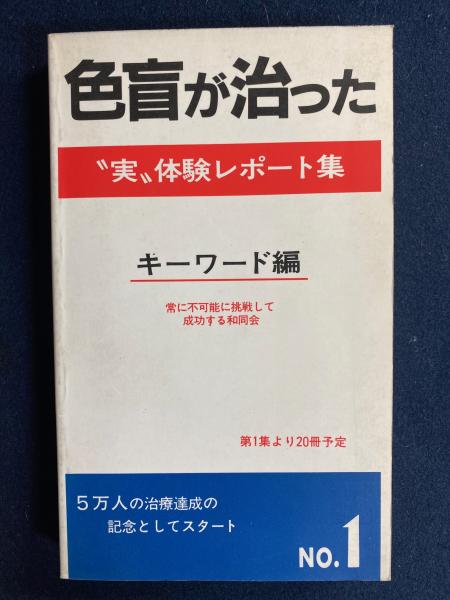 色盲が治った
〝実〟体験レポート集
キーワード編
常に不可能に挑戦して
成功する和同会
第1集より20冊予定
5万人の治療達成の
記念としてスタート
NO.1